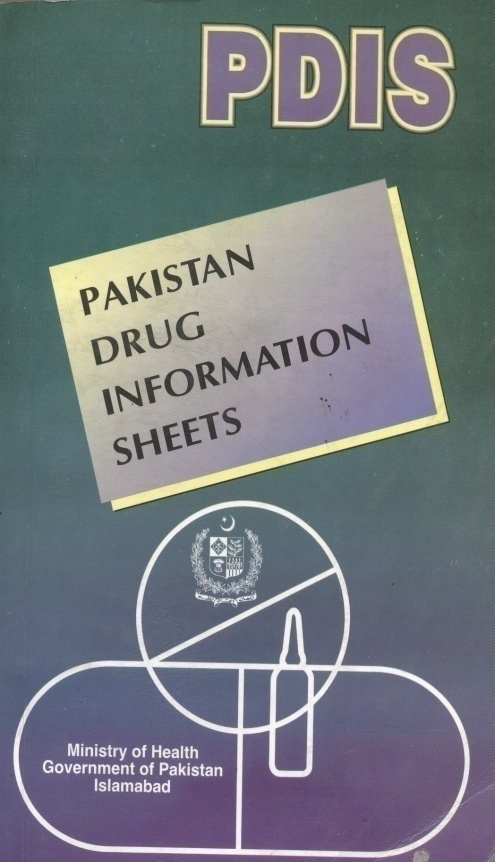 PDIS
PAKISTAN
DRUG
INFORMATION
SHEETS
Ministry of Health
Government of Pakistan
Islamabad